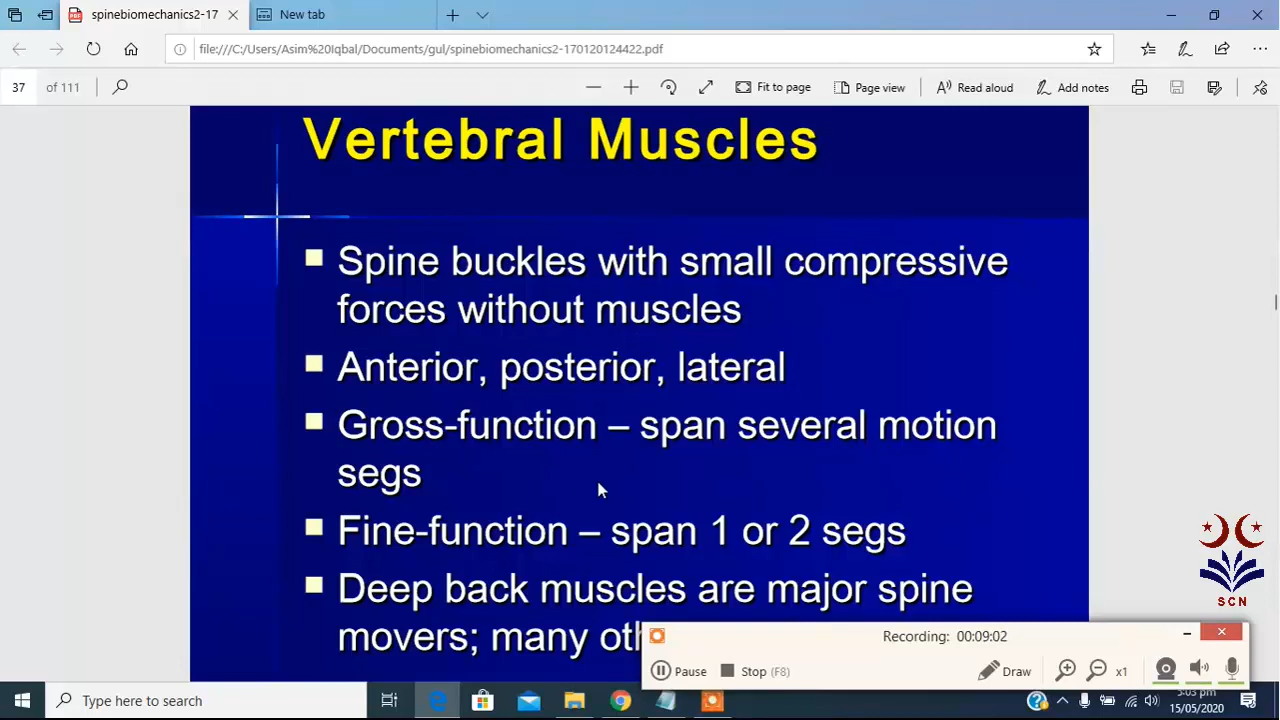 spinebiomechanics2-17
New tab
file:///C:/Users/Asim%20Iqbal/Documents/gul/spinebiomechanics2-170120124422.pdf
37 of 111
Fit to page
Page view
Read aloud
Add notes
Vertebral Muscles
Spine buckles with small compressive
forces without muscles
Anterior, posterior, lateral
Gross-function – span several motion
segs
Fine-function – span 1 or 2 segs
Deep back muscles are major spine
movers; many
SCN
Recording: 00:09:02
Pause
Stop (F8)
Draw
x1
Type here to search
5:03 pm
15/05/2020